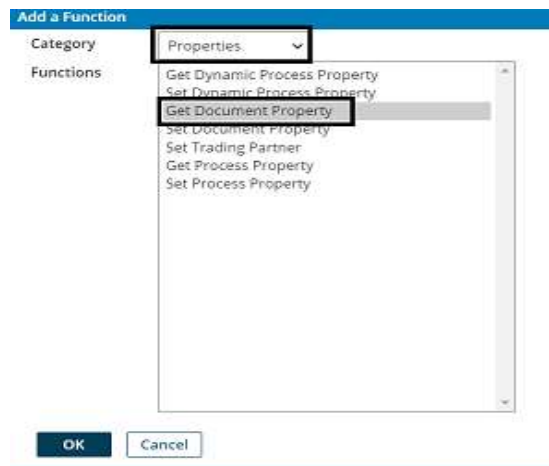 Add a Function
Category
Properties
Functions
Get Dynamic Process Property
Set Dynamic Process Property
Get Document Property
Set Document Property
Set Trading Partner
Get Process Property
Set Process Property
OK
Cancel